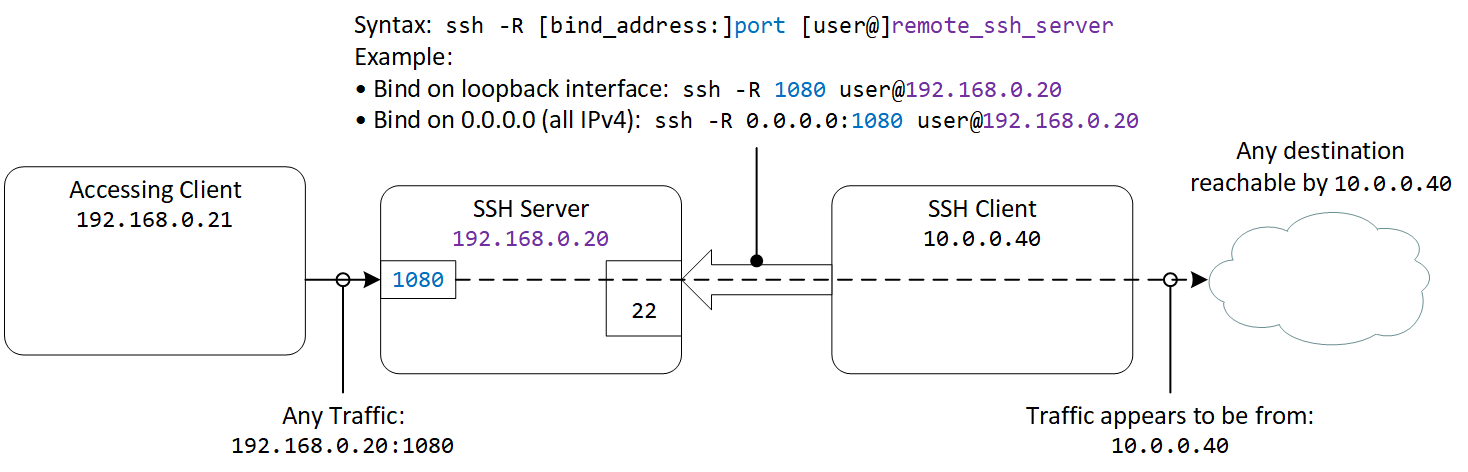 Syntax: ssh -R [bind_address:]port [user@]remote_ssh_server
Example:
• Bind on loopback interface: ssh -R 1080 user@192.168.0.20
• Bind on 0.0.0.0 (all IPv4): ssh -R 0.0.0.0:1080 user@192.168.0.20
Any destination
reachable by 10.0.0.40
Accessing Client
192.168.0.21
SSH Server
192.168.0.20
SSH Client
10.0.0.40
1080
22
Any Traffic:
192.168.0.20:1080
Traffic appears to be from:
10.0.0.40